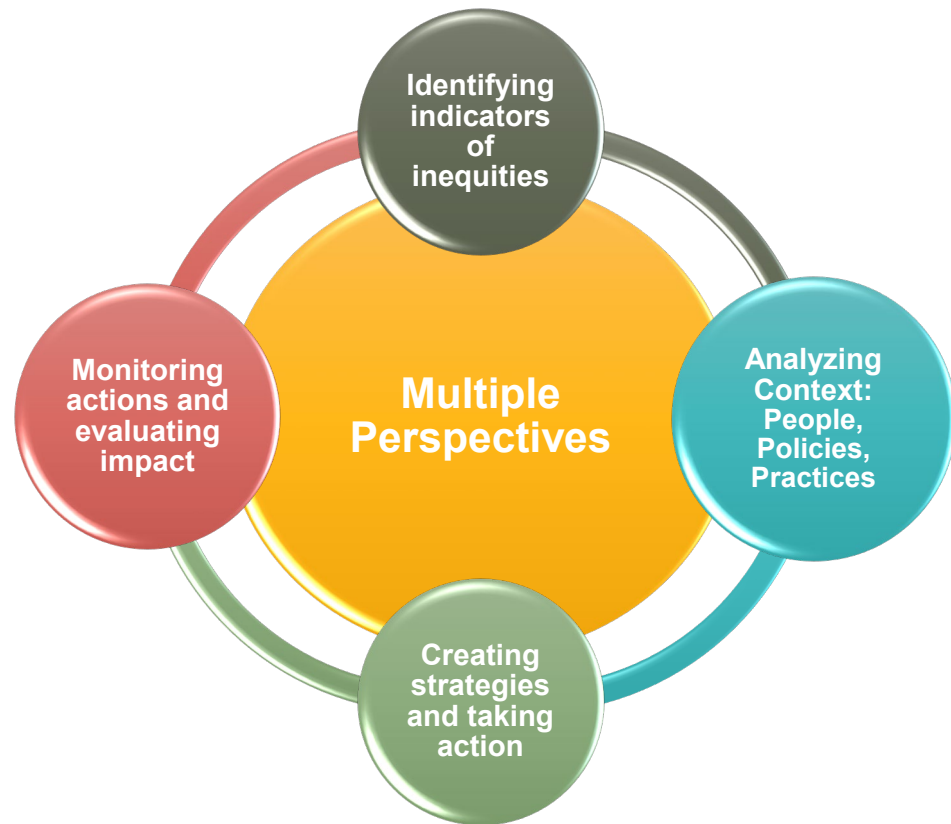 Identifying
indicators
of
inequities
Analyzing
Context:
People,
Policies,
Practices
Creating
strategies
and taking
action
Monitoring
actions and
evaluating
impact
Multiple
Perspectives